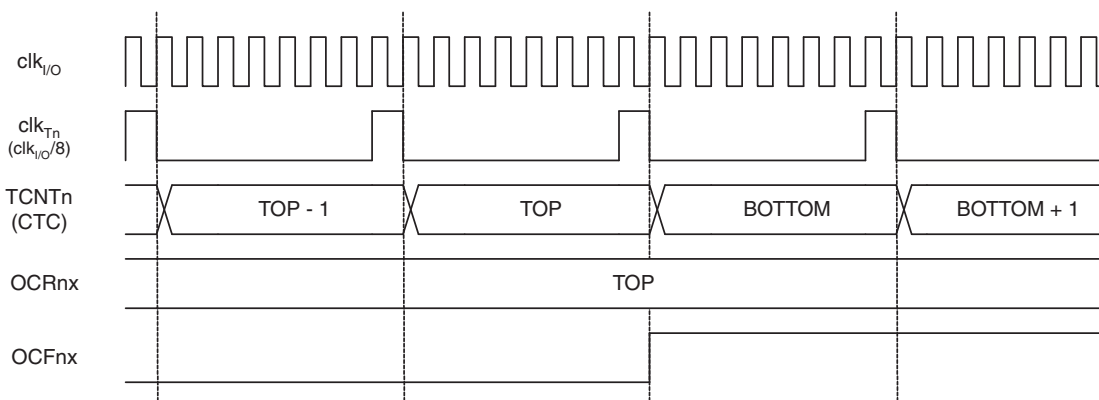 clkI/O
clkTn
(clkI/O/8)
TCNTn
(CTC)
TOP - 1 TOP BOTTOM BOTTOM + 1
OCRnx TOP
OCFnx